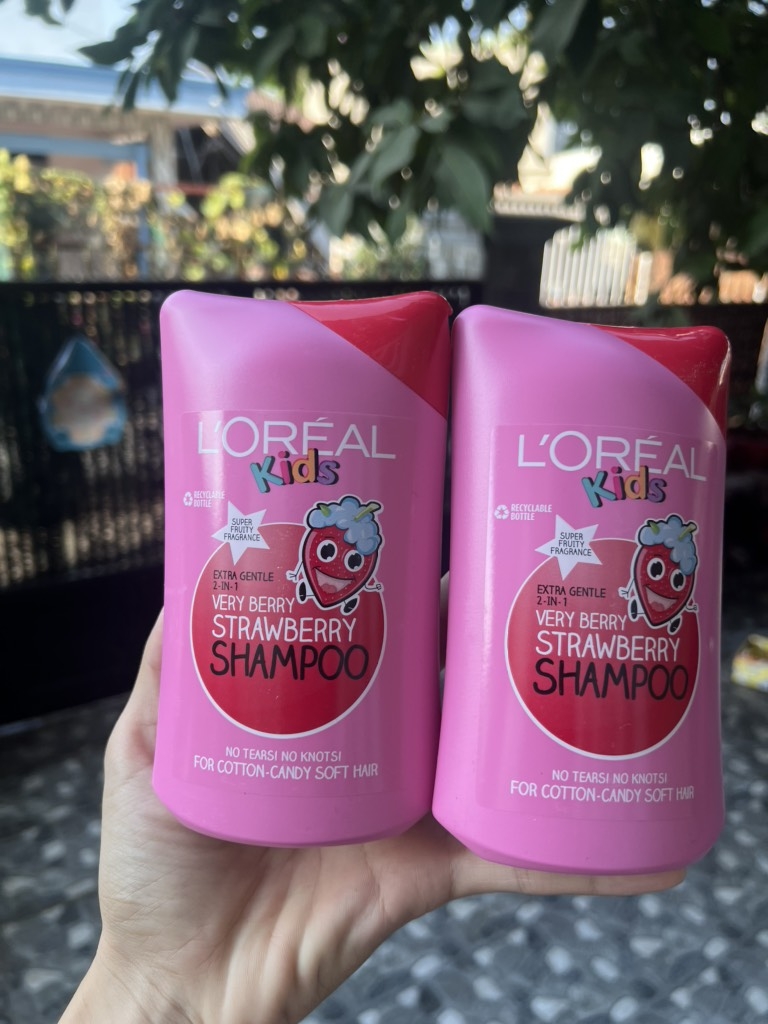 L'ORÉAL
Kids
RECYCLABLE
BOTTLE
SUPER
FRUITY
FRAGRANCE
EXTRA GENTLE
2-IN-1
VERY BERRY
STRAWBERRY
SHAMPOO
NO TEARS! NO KNOTS!
FOR COTTON-CANDY SOFT HAIR
L'ORÉAL
Kids
RECYCLABLE
BOTTLE
SUPER
FRUITY
FRAGRANCE
EXTRA GENTLE
2-IN-1
VERY BERRY
STRAWBERRY
SHAMPOO
NO TEARS! NO KNOTS!
FOR COTTON-CANDY SOFT HAIR